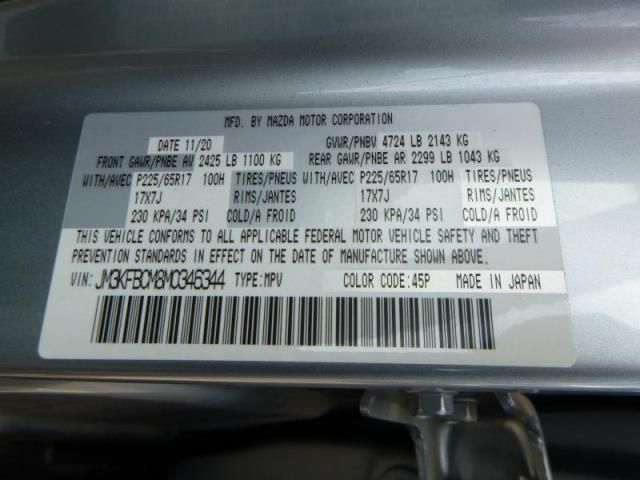 MFD. BY MAZDA MOTOR CORPORATION
DATE 11/20 GVWR/PNBV 4724 LB 2143 KG
FRONT GAWR/PNBE AV 2425 LB 1100 KG REAR GAWR/PNBE AR 2299 LB 1043 KG
WITH/AVEC P225/65R17 100H TIRES/PNEUS WITH/AVEC P225/65R17 100H TIRES/PNEUS
17X7J RIMS/JANTES 17X7J RIMS/JANTES
230 KPA/34 PSI COLD/A FROID 230 KPA/34 PSI COLD/A FROID
THIS VEHICLE CONFORMS TO ALL APPLICABLE FEDERAL MOTOR VEHICLE SAFETY AND THEFT
PREVENTION STANDARDS IN EFFECT ON THE DATE OF MANUFACTURE SHOWN ABOVE.
VIN: JM3KFBCM8M0346344 TYPE: MPV COLOR CODE: 45P MADE IN JAPAN